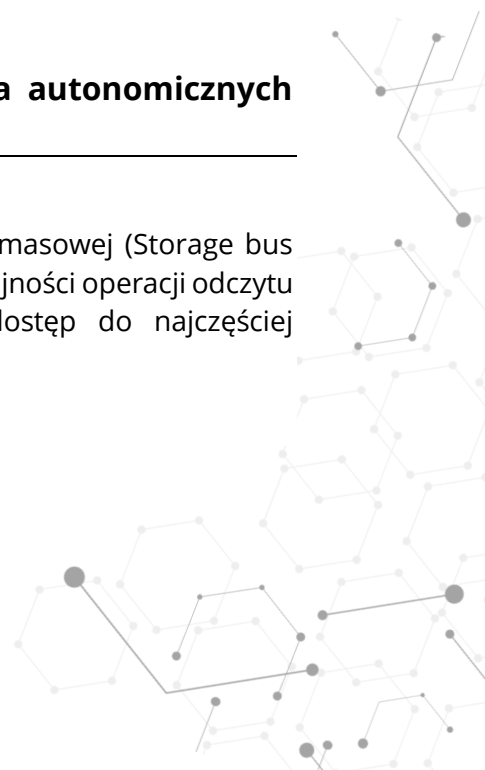 a autonomicznych
masowej (Storage bus
jności operacji odczytu
dostęp do najczęściej